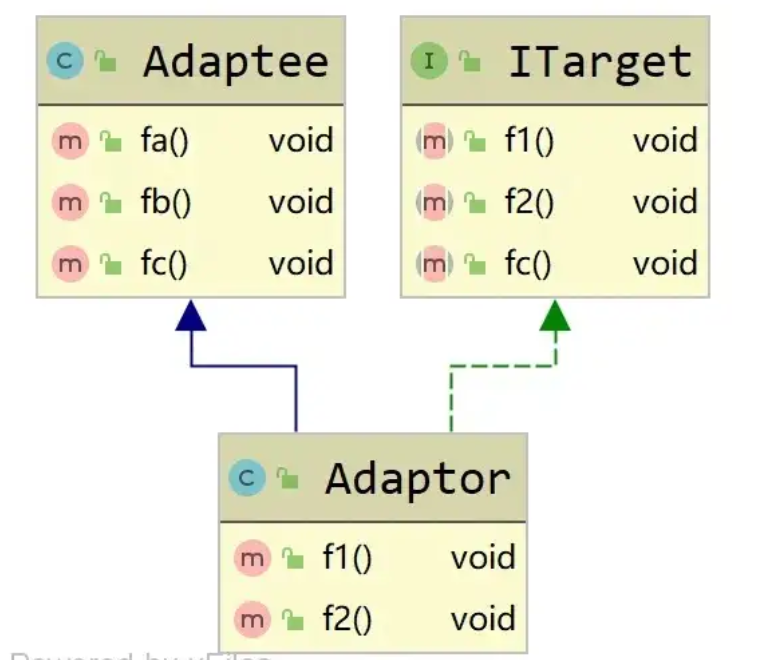 C Adaptee
m fa() void
m fb() void
m fc() void
I ITarget
m f1() void
m f2() void
m fc() void
C Adaptor
m f1() void
m f2() void
Powered by yFiles